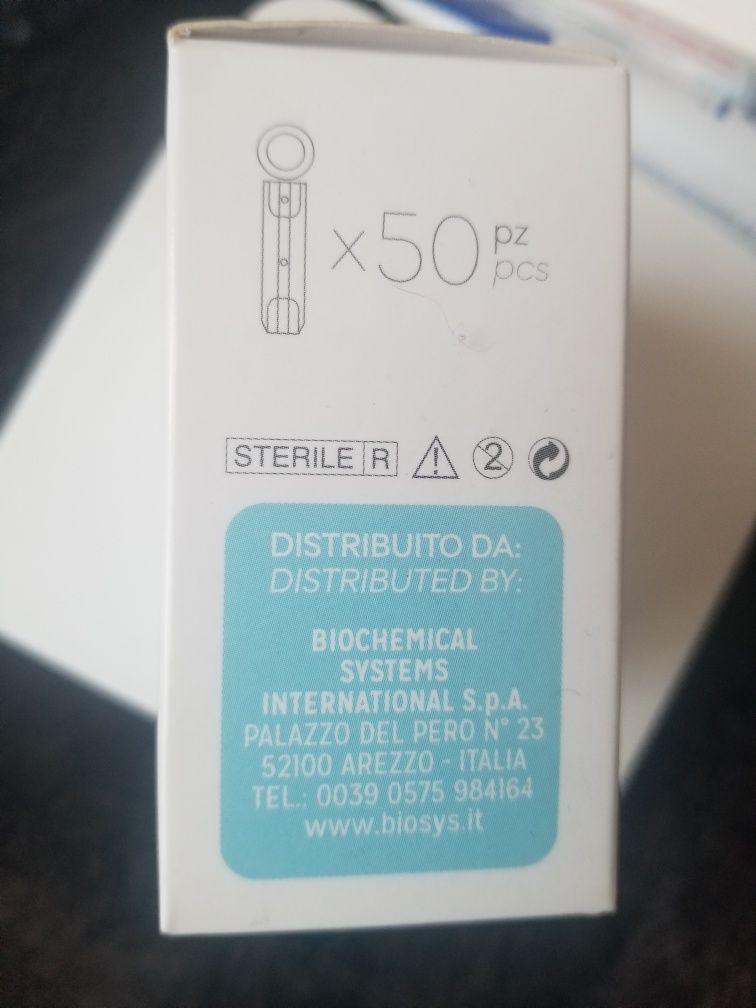 x50 pz
pcs
STERILE R 2
DISTRIBUITO DA:
DISTRIBUTED BY:
BIOCHEMICAL
SYSTEMS
INTERNATIONAL S.p.A.
PALAZZO DEL PERO N° 23
52100 AREZZO - ITALIA
TEL.: 0039 0575 984164
www.biosys.it